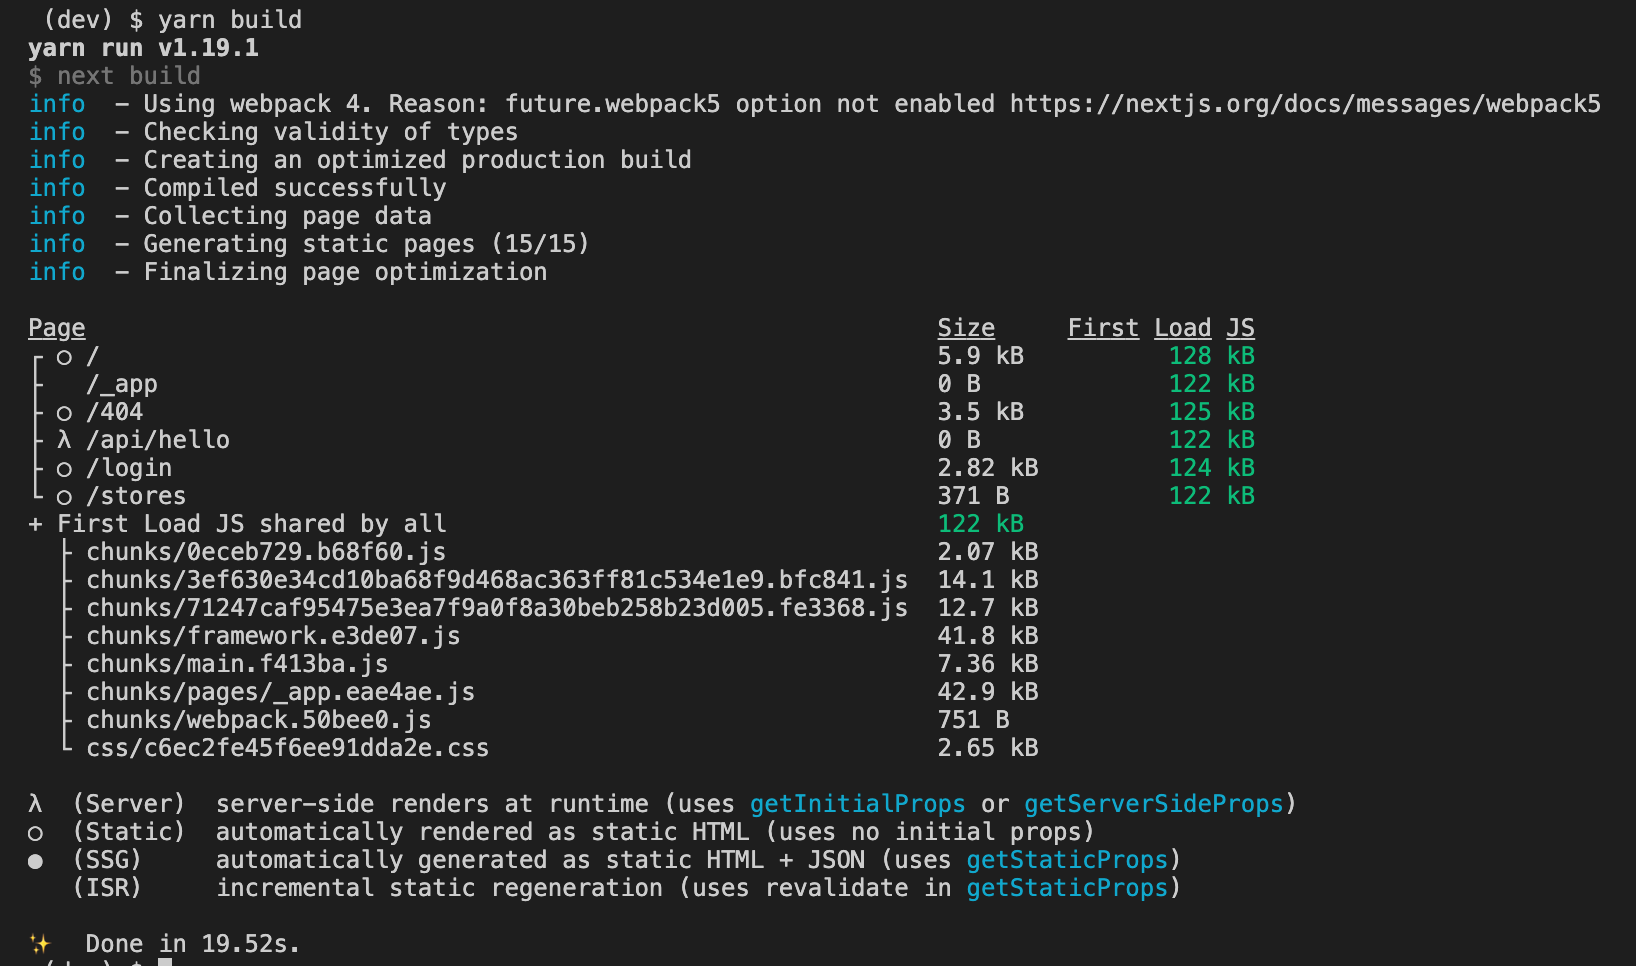 (dev) $ yarn build
yarn run v1.19.1
$ next build
info  - Using webpack 4. Reason: future.webpack5 option not enabled https://nextjs.org/docs/messages/webpack5
info  - Checking validity of types
info  - Creating an optimized production build
info  - Compiled successfully
info  - Collecting page data
info  - Generating static pages (15/15)
info  - Finalizing page optimization
Page Size First Load JS
┌ ○ / 5.9 kB 128 kB
├   /_app 0 B 122 kB
├ ○ /404 3.5 kB 125 kB
├ λ /api/hello 0 B 122 kB
├ ○ /login 2.82 kB 124 kB
└ ○ /stores 371 B 122 kB
+ First Load JS shared by all 122 kB
├ chunks/0eceb729.b68f60.js 2.07 kB
├ chunks/3ef630e34cd10ba68f9d468ac363ff81c534e1e9.bfc841.js 14.1 kB
├ chunks/71247caf95475e3ea7f9a0f8a30beb258b23d005.fe3368.js 12.7 kB
├ chunks/framework.e3de07.js 41.8 kB
├ chunks/main.f413ba.js 7.36 kB
├ chunks/pages/_app.eae4ae.js 42.9 kB
├ chunks/webpack.50bee0.js 751 B
└ css/c6ec2fe45f6ee91dda2e.css 2.65 kB
λ  (Server)  server-side renders at runtime (uses getInitialProps or getServerSideProps)
○  (Static)  automatically rendered as static HTML (uses no initial props)
●  (SSG)     automatically generated as static HTML + JSON (uses getStaticProps)
(ISR)     incremental static regeneration (uses revalidate in getStaticProps)
✨  Done in 19.52s.